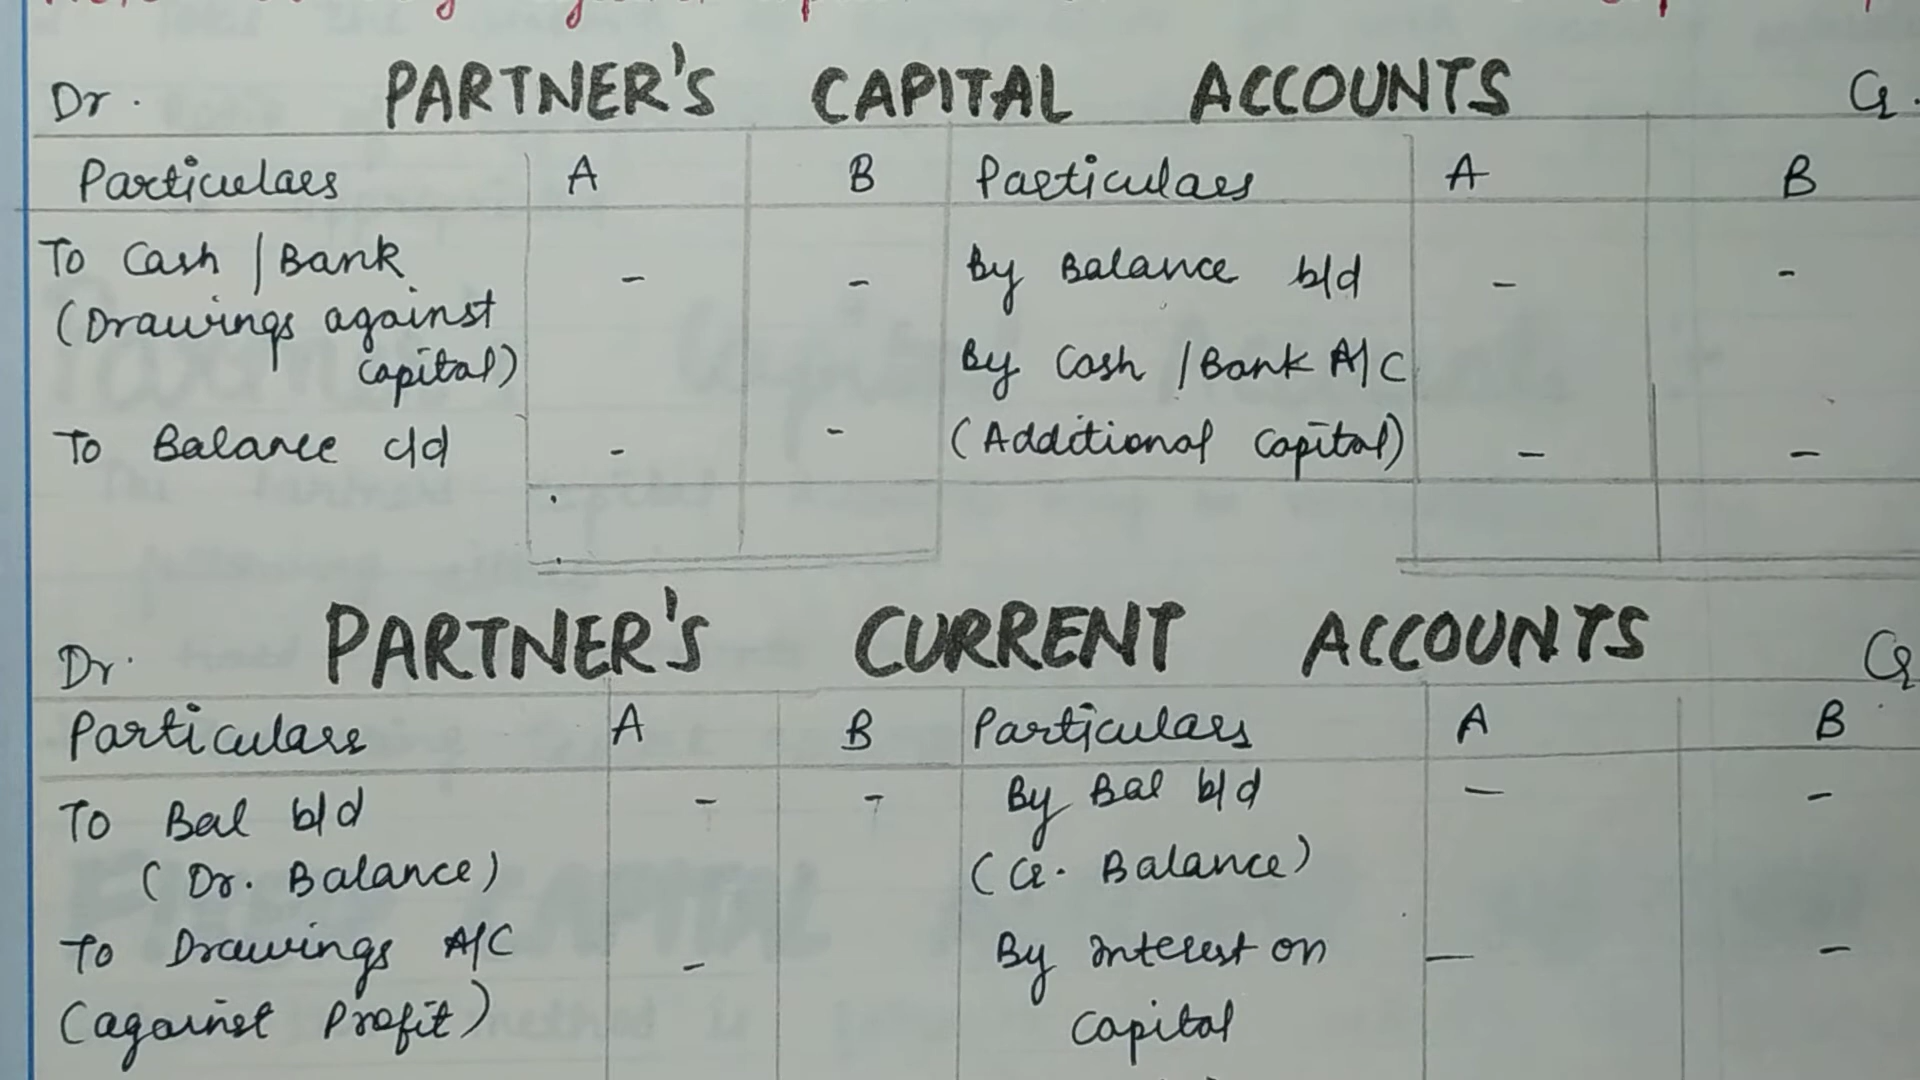 PARTNER'S CAPITAL ACCOUNTS
Dr. Cr.
Particulars A B Particulars A B
To Cash / Bank - - By Balance b/d - -
(Drawings against
capital)
By Cash / Bank A/C
To Balance c/d - - (Additional Capital) - -
PARTNER'S CURRENT ACCOUNTS
Dr. Cr
Particulars A B Particulars A B
To Bal b/d - - By Bal b/d - -
(Dr. Balance) (Cr. Balance)
To Drawings A/C - By Interest on - -
(against Profit) Capital